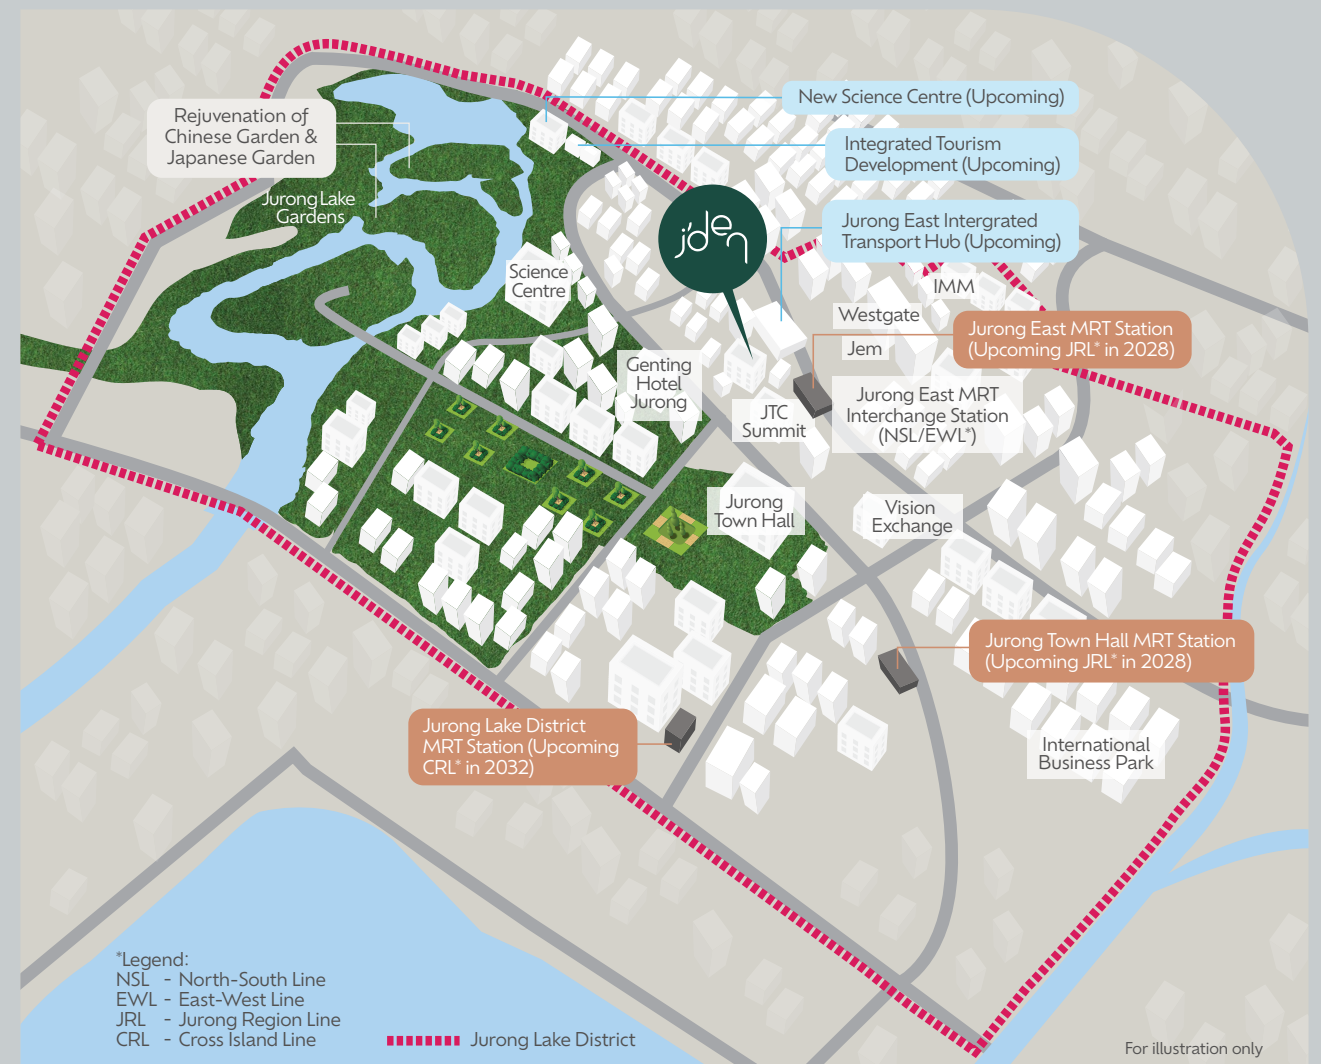 New Science Centre (Upcoming)
Rejuvenation of
Chinese Garden &
Japanese Garden
Integrated Tourism
Development (Upcoming)
Jurong Lake
Gardens
j'den
Jurong East Intergrated
Transport Hub (Upcoming)
Science
Centre
IMM
Westgate
Jem
Jurong East MRT Station
(Upcoming JRL* in 2028)
Genting
Hotel
Jurong
JTC
Summit
Jurong East MRT
Interchange Station
(NSL/EWL*)
Jurong
Town Hall
Vision
Exchange
Jurong Town Hall MRT Station
(Upcoming JRL* in 2028)
Jurong Lake District
MRT Station (Upcoming
CRL* in 2032)
International
Business Park
*Legend:
NSL - North-South Line
EWL - East-West Line
JRL - Jurong Region Line
CRL - Cross Island Line
Jurong Lake District
For illustration only